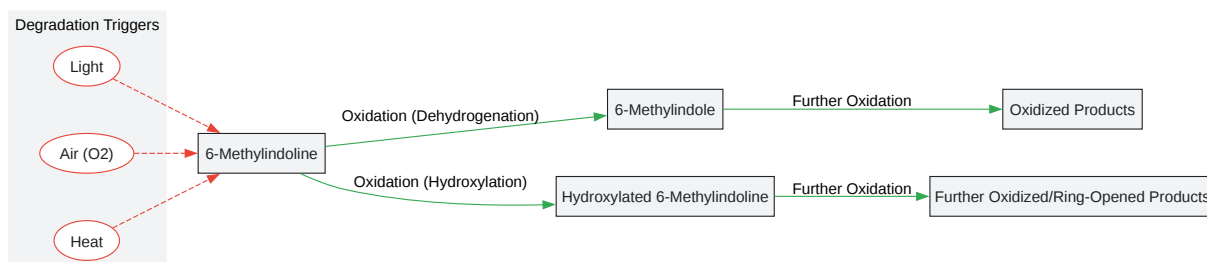 Degradation Triggers
Light
Air (O2)
Heat
6-Methylindoline
Oxidation (Dehydrogenation)
6-Methylindole
Further Oxidation
Oxidized Products
Oxidation (Hydroxylation)
Hydroxylated 6-Methylindoline
Further Oxidation
Further Oxidized/Ring-Opened Products